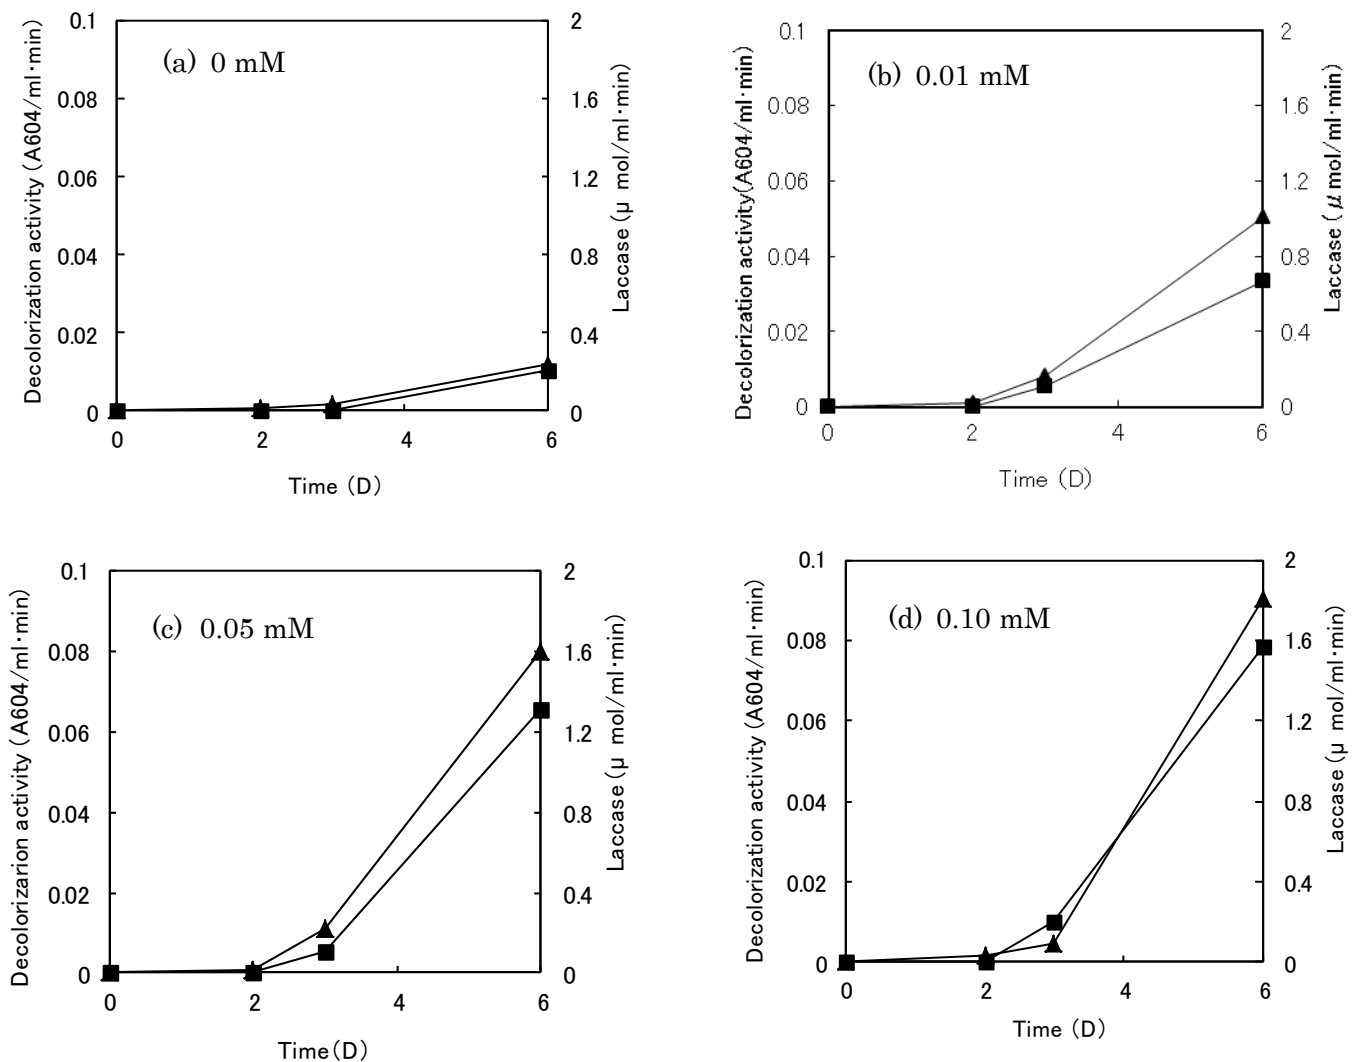 (a) 0 mM
Decolorization activity (A604/ml·min)
0.1
0.08
0.06
0.04
0.02
0
2
1.6
1.2
0.8
0.4
0
Laccase (μ mol/ml·min)
0 2 4 6
Time (D)
(b) 0.01 mM
Decolorization activity(A604/ml·min)
0.1
0.08
0.06
0.04
0.02
0
2
1.6
1.2
0.8
0.4
0
Laccase (μ mol/ml·min)
0 2 4 6
Time (D)
(c) 0.05 mM
Decolorizarion activity (A604/ml·min)
0.1
0.08
0.06
0.04
0.02
0
2
1.6
1.2
0.8
0.4
0
Laccase (μ mol/ml·min)
0 2 4 6
Time(D)
(d) 0.10 mM
Decolorization activity (A604/ml·min)
0.1
0.08
0.06
0.04
0.02
0
2
1.6
1.2
0.8
0.4
0
Laccase (μ mol/ml·min)
0 2 4 6
Time (D)